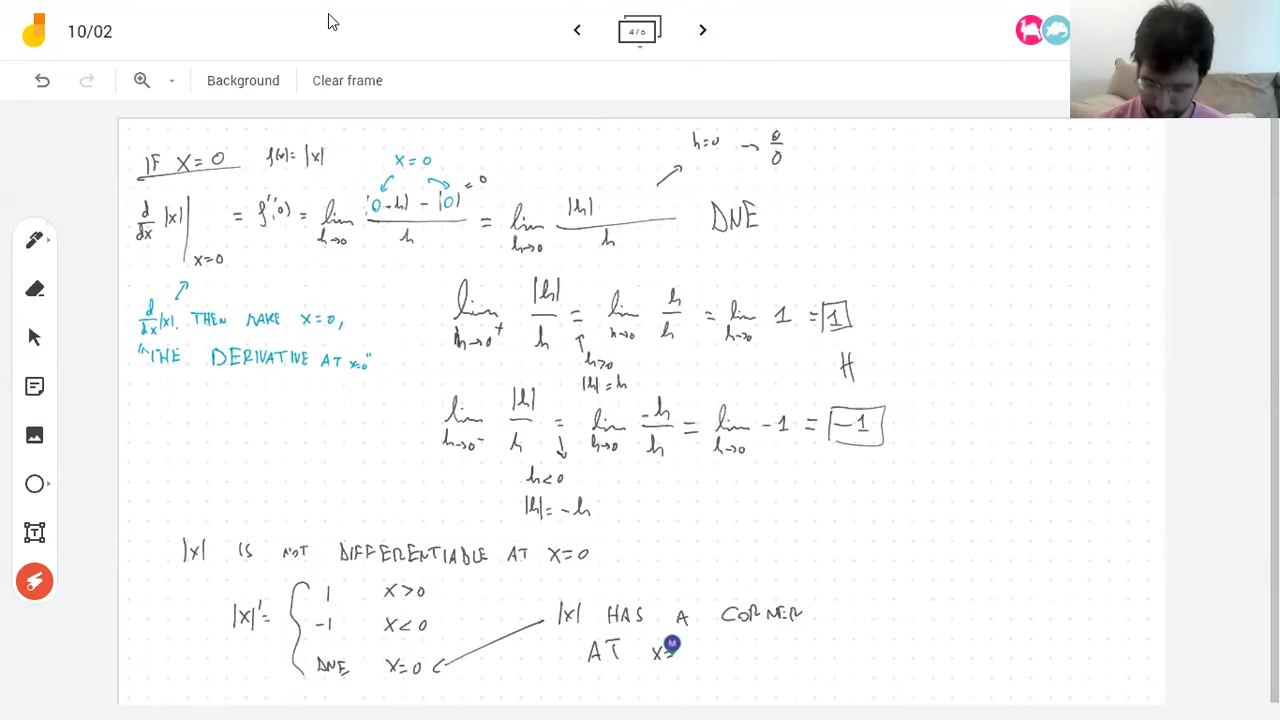 10/02
4/6
Background
Clear frame
IF X=0 f(x)=|x|
x=0
h=0 → 0/0
d/dx |x| |x=0 = f'(0) = lim h→0 |0+h| - |0| =0 / h = lim h→0 |h|/h DNE
d/dx |x|. THEN MAKE x=0,
"THE DERIVATIVE AT x=0"
lim h→0+ |h|/h = lim h→0 h/h = lim h→0 1 = 1
h>0
|h|=h
lim h→0- |h|/h = lim h→0 -h/h = lim h→0 -1 = -1
h<0
|h|=-h
|x| IS NOT DIFFERENTIABLE AT X=0
|x|'= { 1 x>0
-1 x<0
DNE x=0
|x| HAS A CORNER
AT x=
M
T